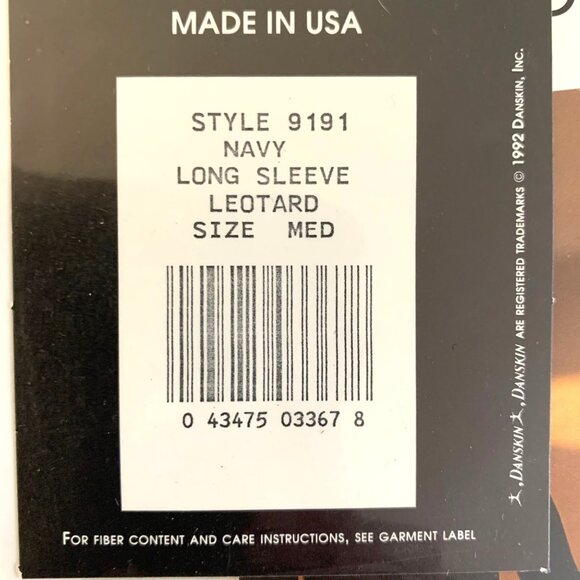 MADE IN USA
STYLE 9191
NAVY
LONG SLEEVE
LEOTARD
SIZE MED
0 43475 03367 8
FOR FIBER CONTENT AND CARE INSTRUCTIONS, SEE GARMENT LABEL
, DANSKIN , DANSKIN ARE REGISTERED TRADEMARKS © 1992 DANSKIN, INC.